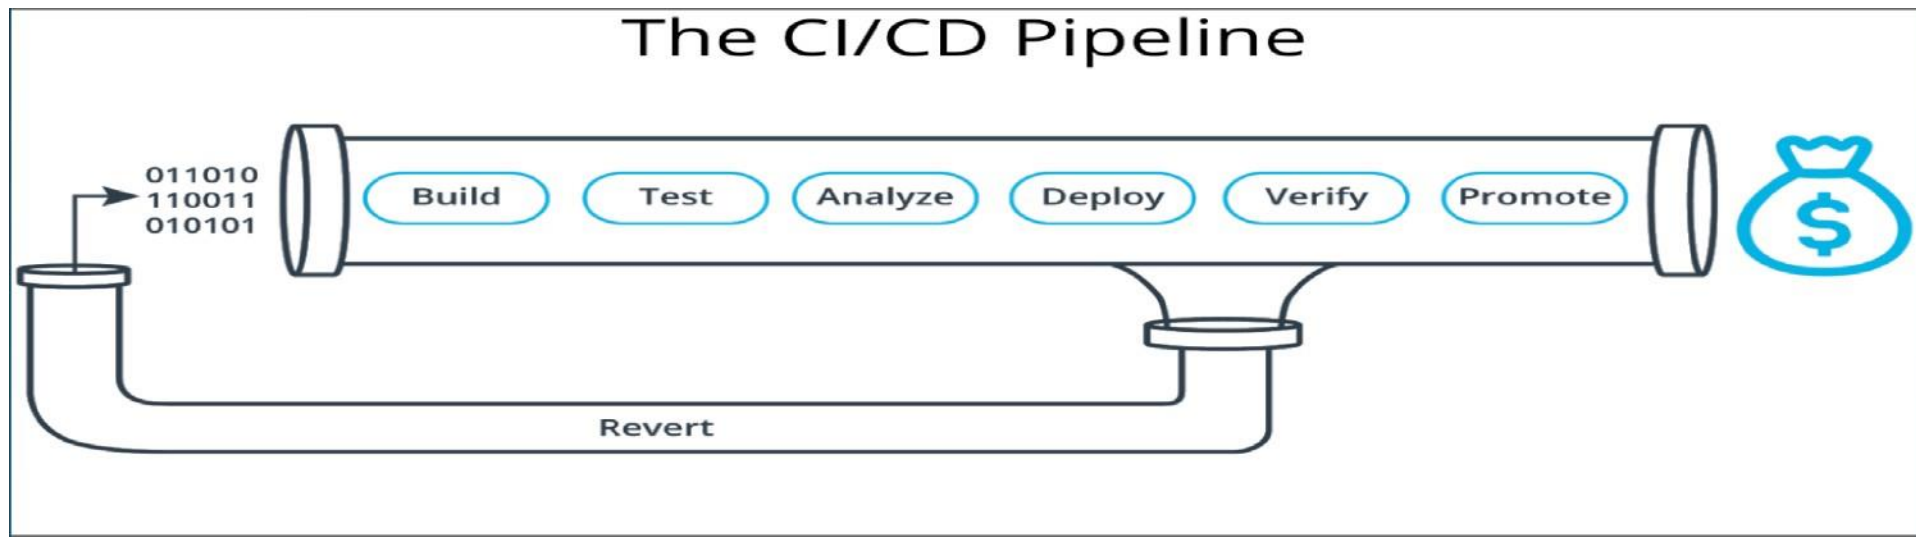 The CI/CD Pipeline
011010
110011
010101
Build
Test
Analyze
Deploy
Verify
Promote
$
Revert